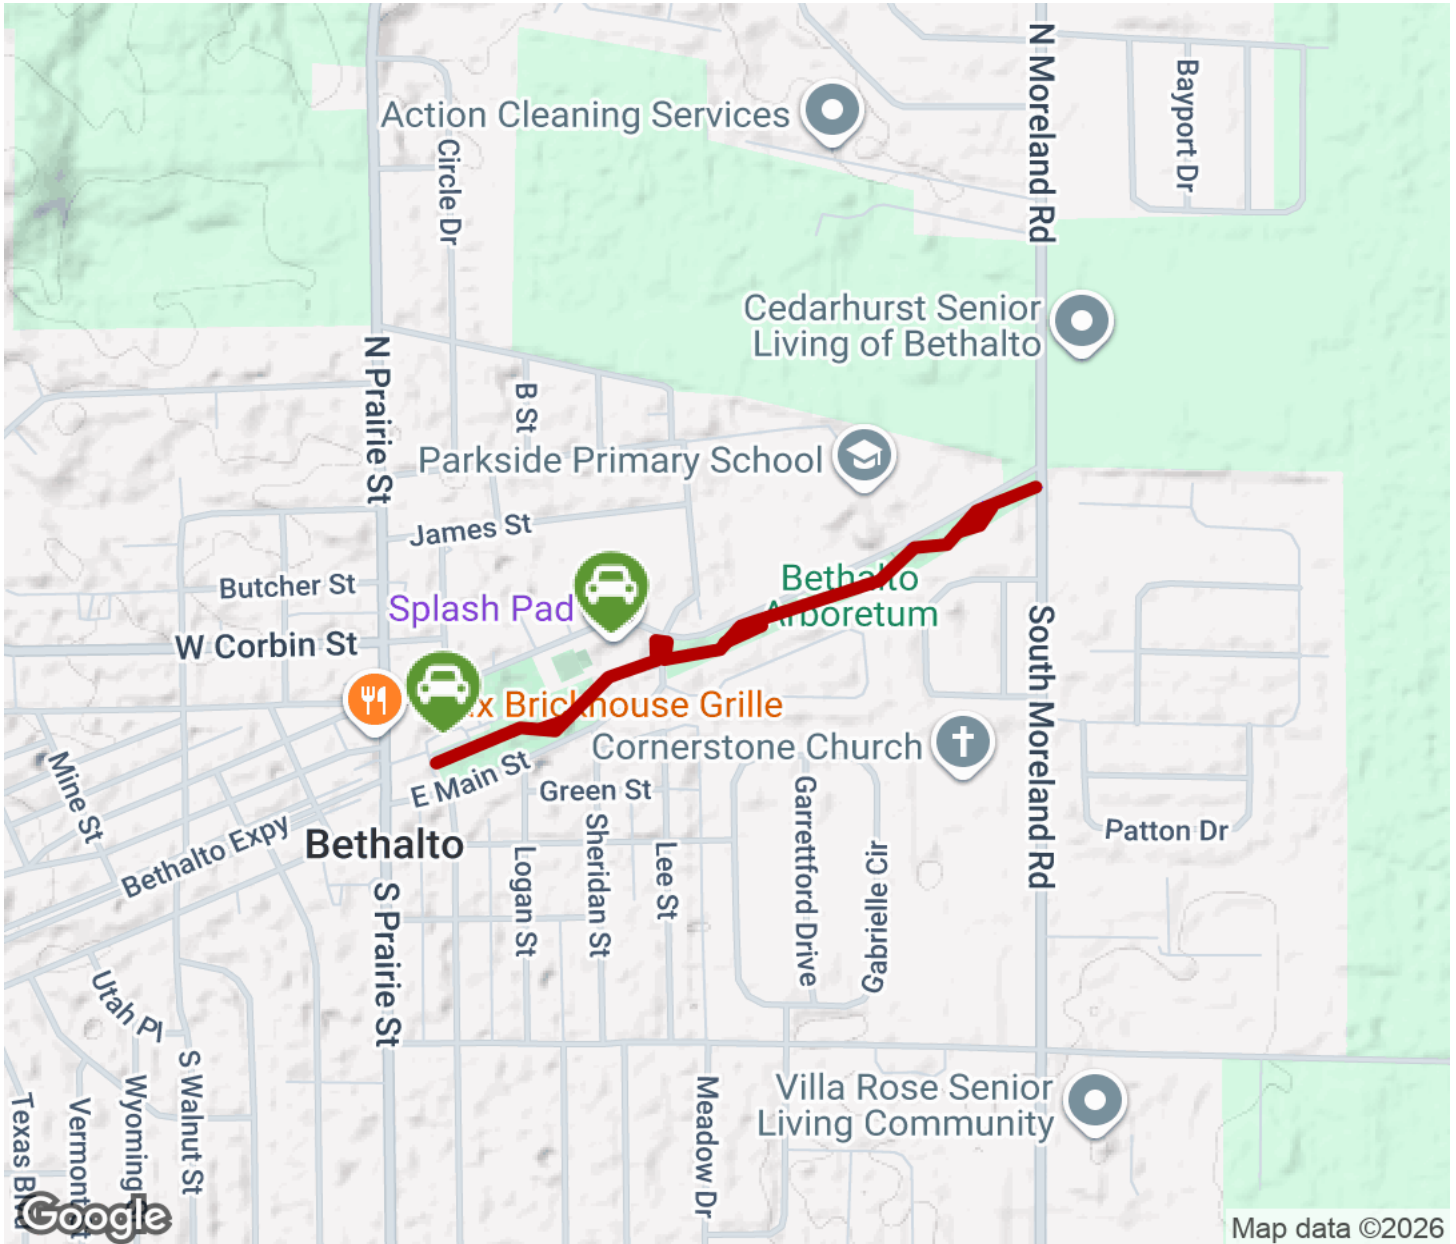 N Moreland Rd
Bayport Dr
Action Cleaning Services
Circle Dr
Cedarhurst Senior
Living of Bethalto
N Prairie St
B St
Parkside Primary School
James St
Butcher St
Splash Pad
Bethalto
Arboretum
W Corbin St
South Moreland Rd
Brickhouse Grille
Cornerstone Church
E Main St
Green St
Mine St
Bethalto Expy
Bethalto
Patton Dr
Logan St
Sheridan St
Lee St
Garrettford Drive
Gabrielle Cir
S Prairie St
Utah Pl
S Walnut St
Wyoming
Vermont St
Texas
Meadow Dr
Villa Rose Senior
Living Community
Google
Map data ©2026